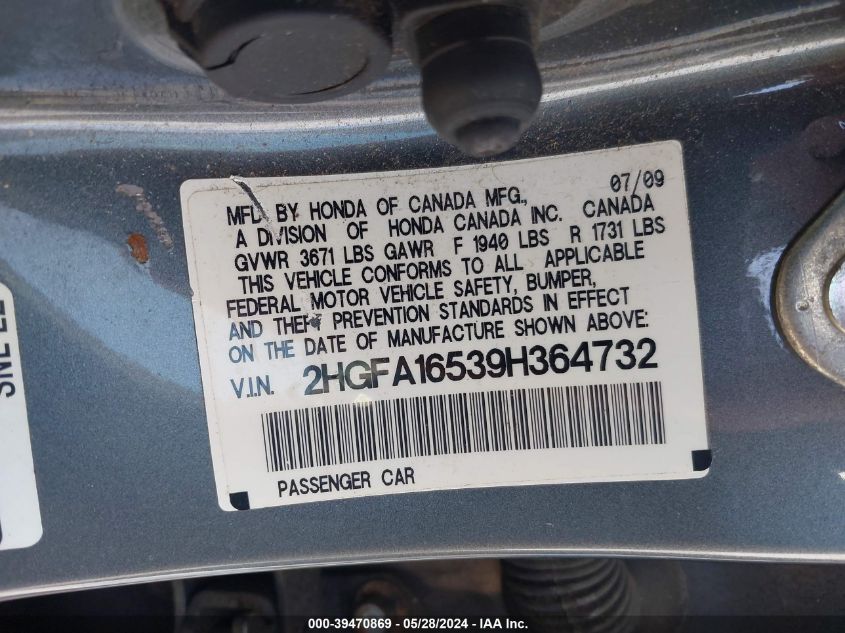 07/09
MFD BY HONDA OF CANADA MFG.,
A DIVISION OF HONDA CANADA INC. CANADA
GVWR 3671 LBS GAWR F 1940 LBS R 1731 LBS
THIS VEHICLE CONFORMS TO ALL APPLICABLE
FEDERAL MOTOR VEHICLE SAFETY, BUMPER,
AND THEFT PREVENTION STANDARDS IN EFFECT
ON THE DATE OF MANUFACTURE SHOWN ABOVE:
V.I.N. 2HGFA16539H364732
PASSENGER CAR
000-39470869 - 05/28/2024 - IAA Inc.